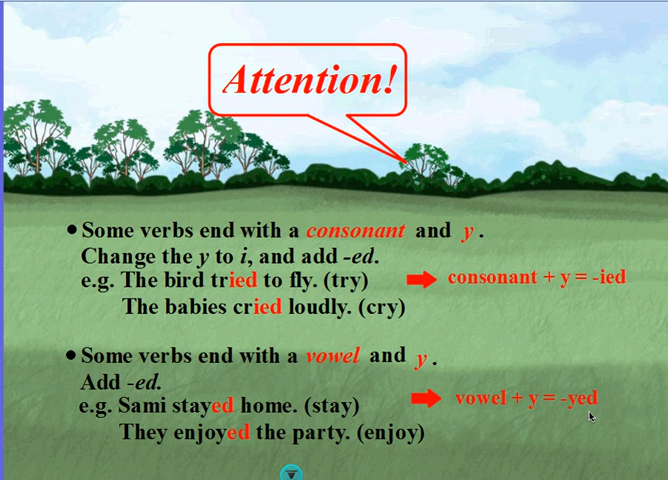 Attention!
• Some verbs end with a consonant and y.
Change the y to i, and add -ed.
e.g. The bird tried to fly. (try) consonant + y = -ied
The babies cried loudly. (cry)
• Some verbs end with a vowel and y.
Add -ed.
e.g. Sami stayed home. (stay) vowel + y = -yed
They enjoyed the party. (enjoy)